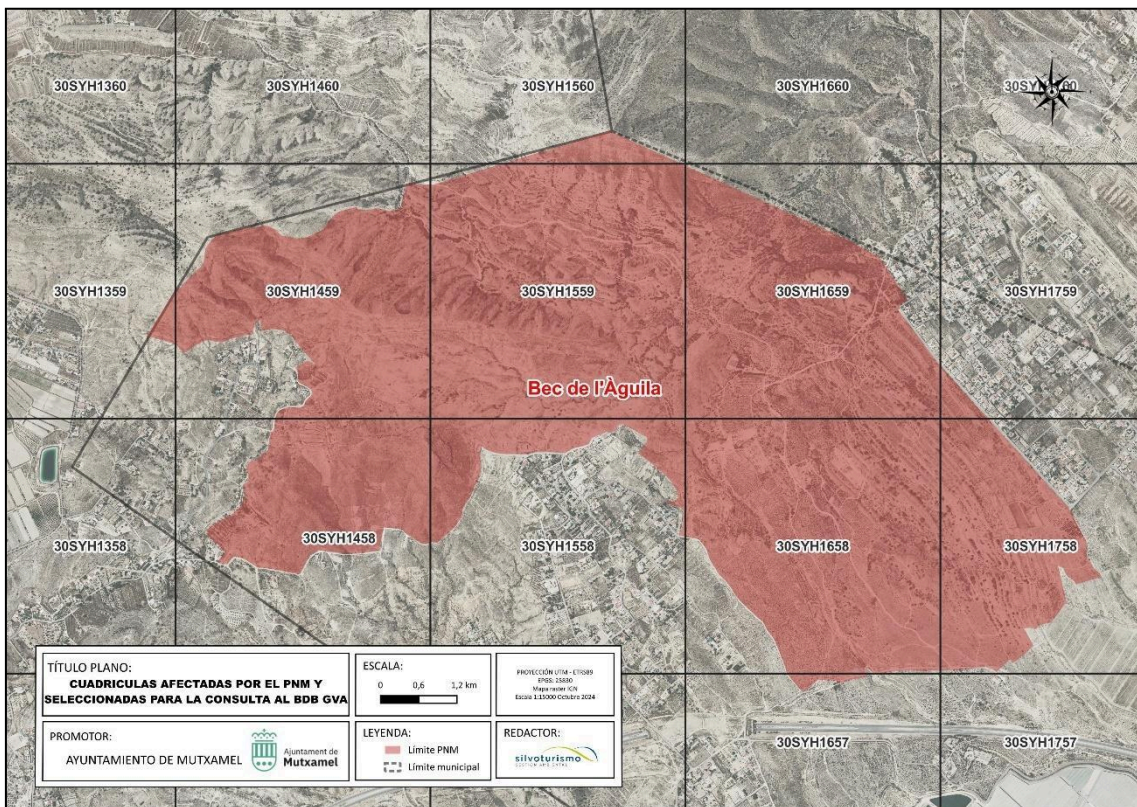 30SYH1360
30SYH1460
30SYH1560
30SYH1660
30SYH1359
30SYH1459
30SYH1559
30SYH1659
30SYH1759
Bec de l'Àguila
30SYH1358
30SYH1458
30SYH1558
30SYH1658
30SYH1758
30SYH1657
30SYH1757
TÍTULO PLANO:
CUADRICULAS AFECTADAS POR EL PNM Y
SELECCIONADAS PARA LA CONSULTA AL BDB GVA
ESCALA:
0 0,6 1,2 km
PROYECCIÓN UTM - ETRS89
EPGS: 25830
Mapa raster IGN
Escala 1:15000 Octubre 2024
PROMOTOR:
AYUNTAMIENTO DE MUTXAMEL
Ajuntament de
Mutxamel
LEYENDA:
Límite PNM
Límite municipal
REDACTOR:
silvoturismo